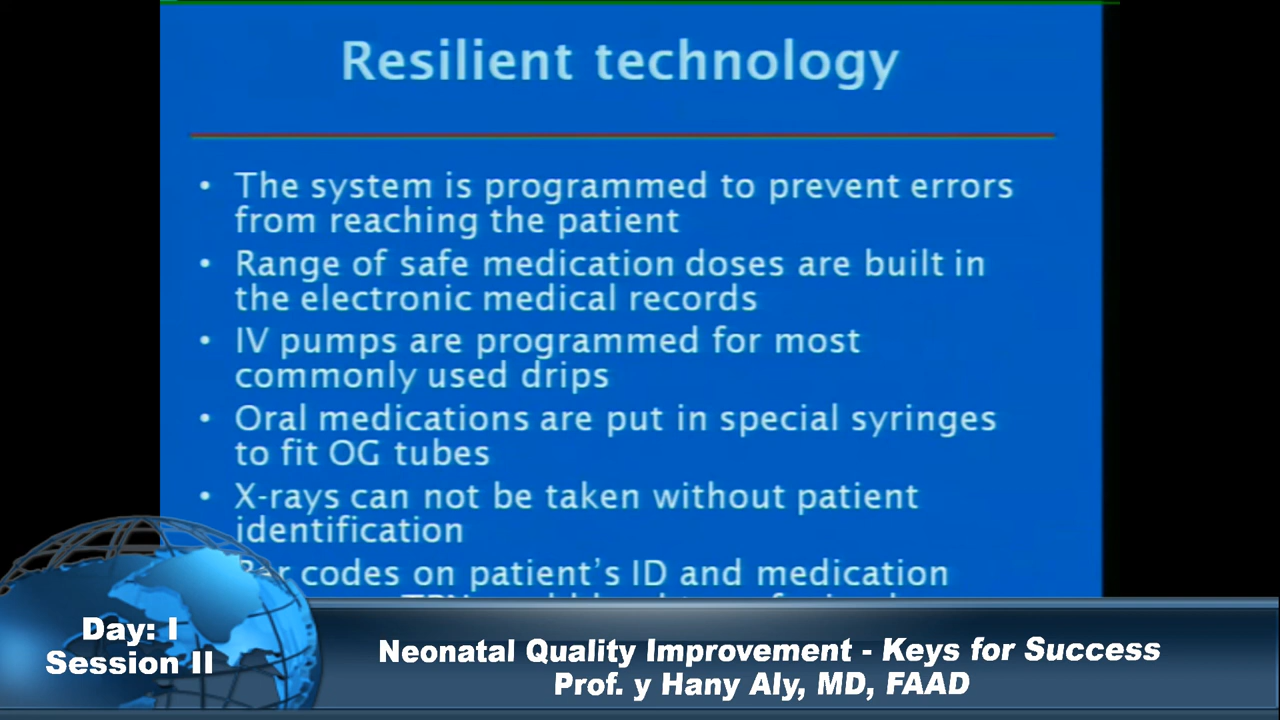 Resilient technology
• The system is programmed to prevent errors
from reaching the patient
• Range of safe medication doses are built in
the electronic medical records
• IV pumps are programmed for most
commonly used drips
• Oral medications are put in special syringes
to fit OG tubes
• X-rays can not be taken without patient
identification
Bar codes on patient's ID and medication
Day: I
Session II
Neonatal Quality Improvement - Keys for Success
Prof. y Hany Aly, MD, FAAD